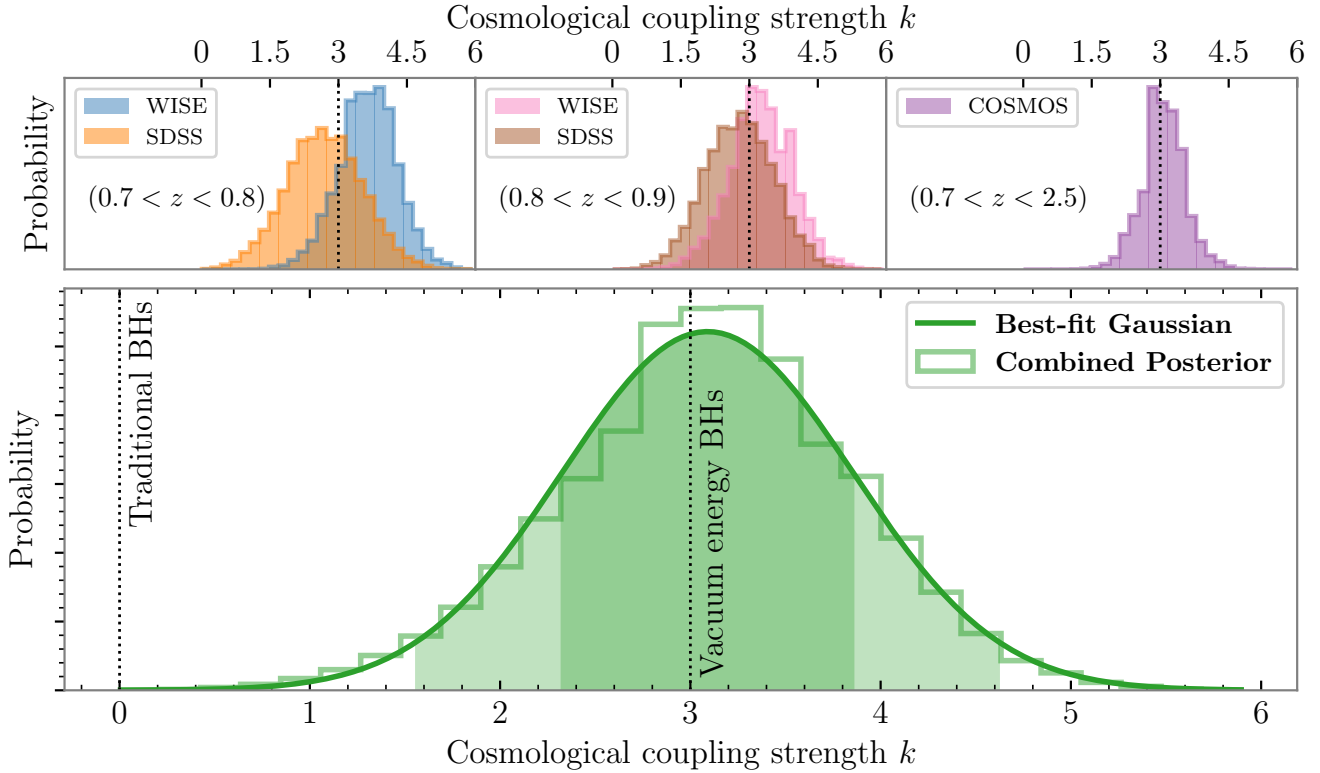 Cosmological coupling strength k
0 1.5 3 4.5 6 0 1.5 3 4.5 6 0 1.5 3 4.5 6
Probability
WISE
SDSS
(0.7 < z < 0.8)
WISE
SDSS
(0.8 < z < 0.9)
COSMOS
(0.7 < z < 2.5)
Probability
Traditional BHs
Vacuum energy BHs
Best-fit Gaussian
Combined Posterior
0 1 2 3 4 5 6
Cosmological coupling strength k